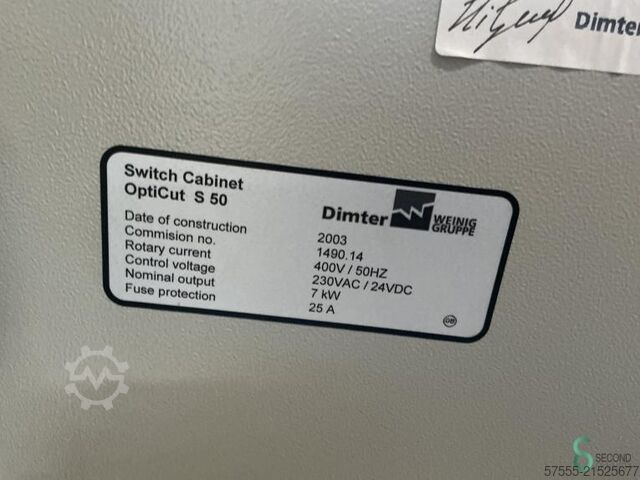 Dimter
Switch Cabinet
OptiCut S 50
Dimter WEINIG GRUPPE
Date of construction 2003
Commision no. 1490.14
Rotary current 400V / 50HZ
Control voltage 230VAC / 24VDC
Nominal output 7 kW
Fuse protection 25 A
SECOND
57555-21525677